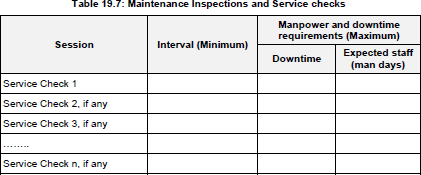 Table 19.7: Maintenance Inspections and Service checks
Session
Interval (Minimum)
Manpower and downtime
requirements (Maximum)
Downtime
Expected staff
(man days)
Service Check 1
Service Check 2, if any
Service Check 3, if any
........
Service Check n, if any